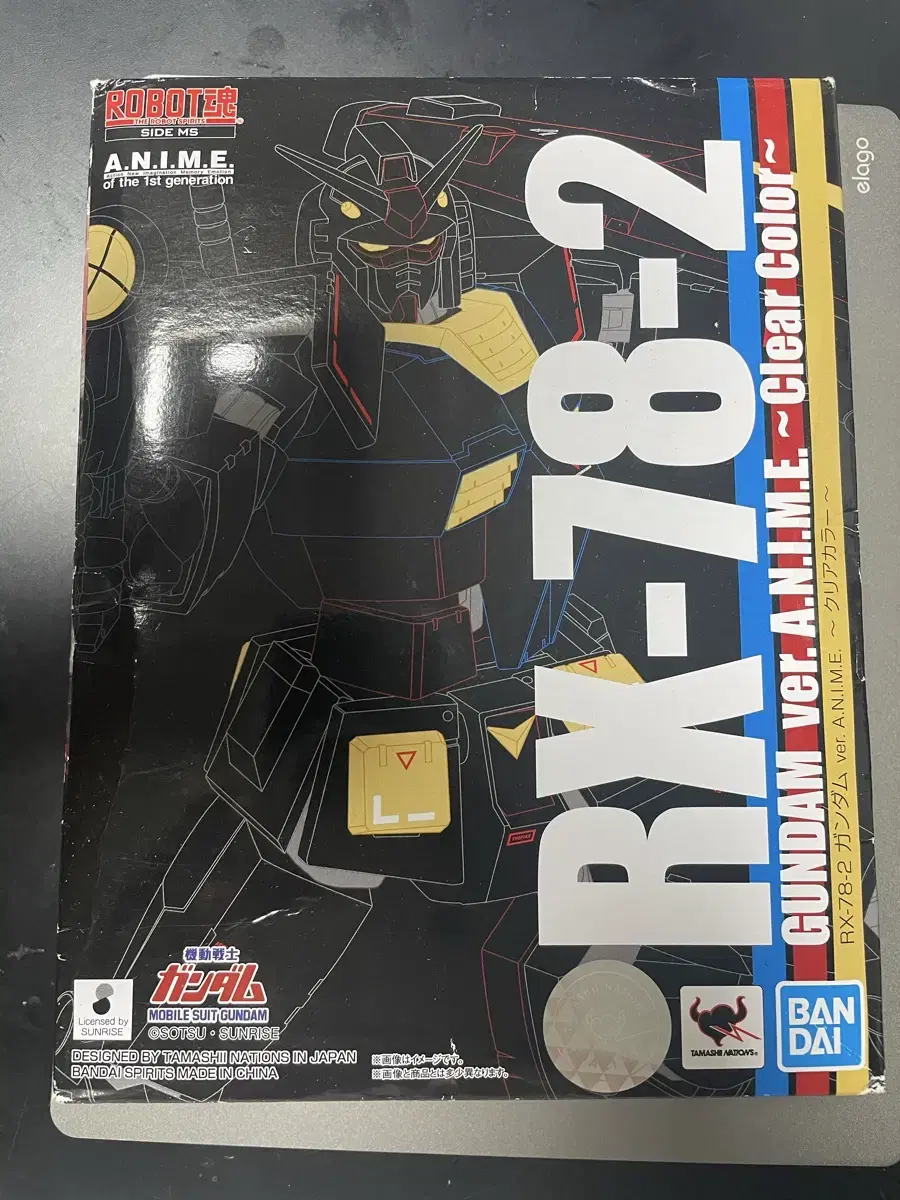 ROBOT魂
THE ROBOT SPIRITS
SIDE MS
A.N.I.M.E.
of the 1st generation
RX-78-2
GUNDAM ver. A.N.I.M.E. ~Clear Color~
RX-78-2 ガンダム ver. A.N.I.M.E. ～クリアカラー～
elago
Licensed by
SUNRISE
機動戦士
ガンダム
MOBILE SUIT GUNDAM
©SOTSU・SUNRISE
DESIGNED BY TAMASHII NATIONS IN JAPAN
BANDAI SPIRITS MADE IN CHINA
※画像はイメージです。
※画像と商品とは多少異なります。
TAMASHII NATIONS®
BAN
DAI